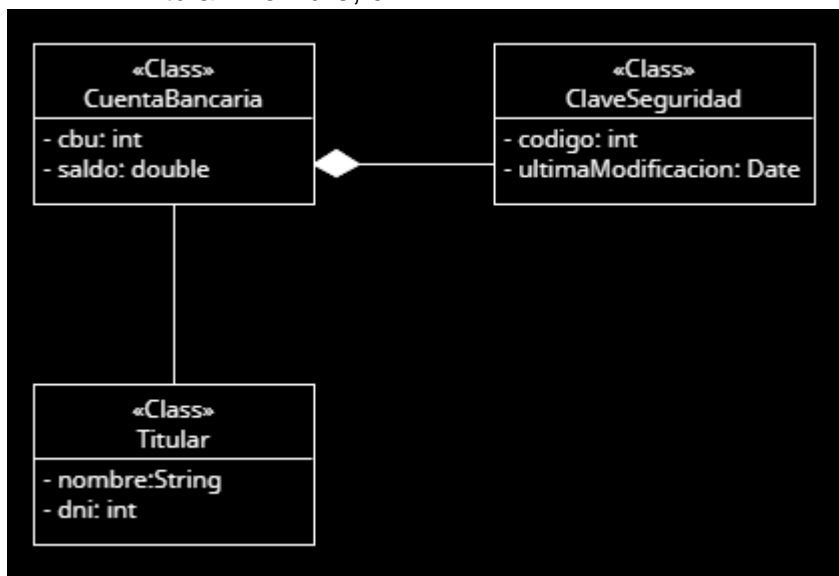 «Class»
CuentaBancaria
- cbu: int
- saldo: double
«Class»
ClaveSeguridad
- codigo: int
- ultimaModificacion: Date
«Class»
Titular
- nombre:String
- dni: int